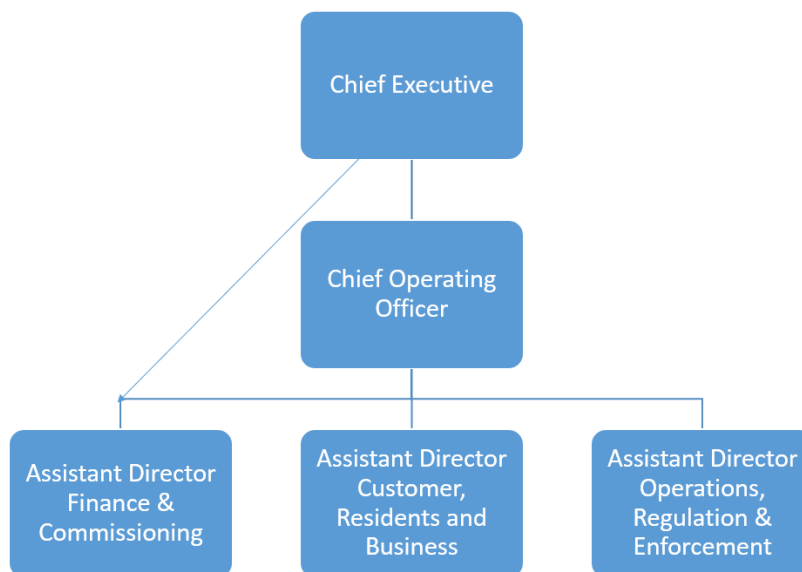 Chief Executive
Chief Operating
Officer
Assistant Director
Finance &
Commissioning
Assistant Director
Customer,
Residents and
Business
Assistant Director
Operations,
Regulation &
Enforcement